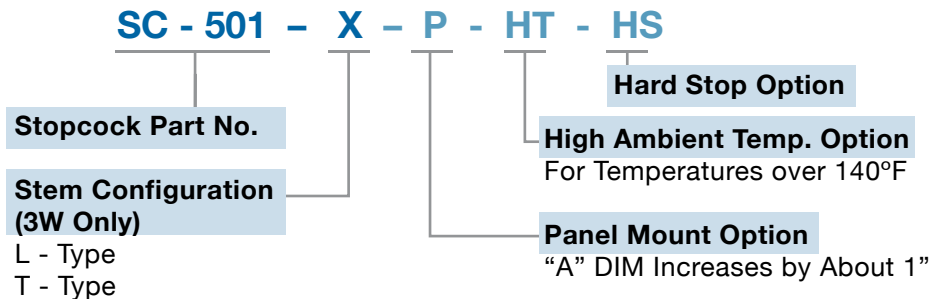 SC - 501 – X – P - HT - HS
Hard Stop Option
Stopcock Part No.
High Ambient Temp. Option
For Temperatures over 140ºF
Stem Configuration
(3W Only)
L - Type
T - Type
Panel Mount Option
“A” DIM Increases by About 1”